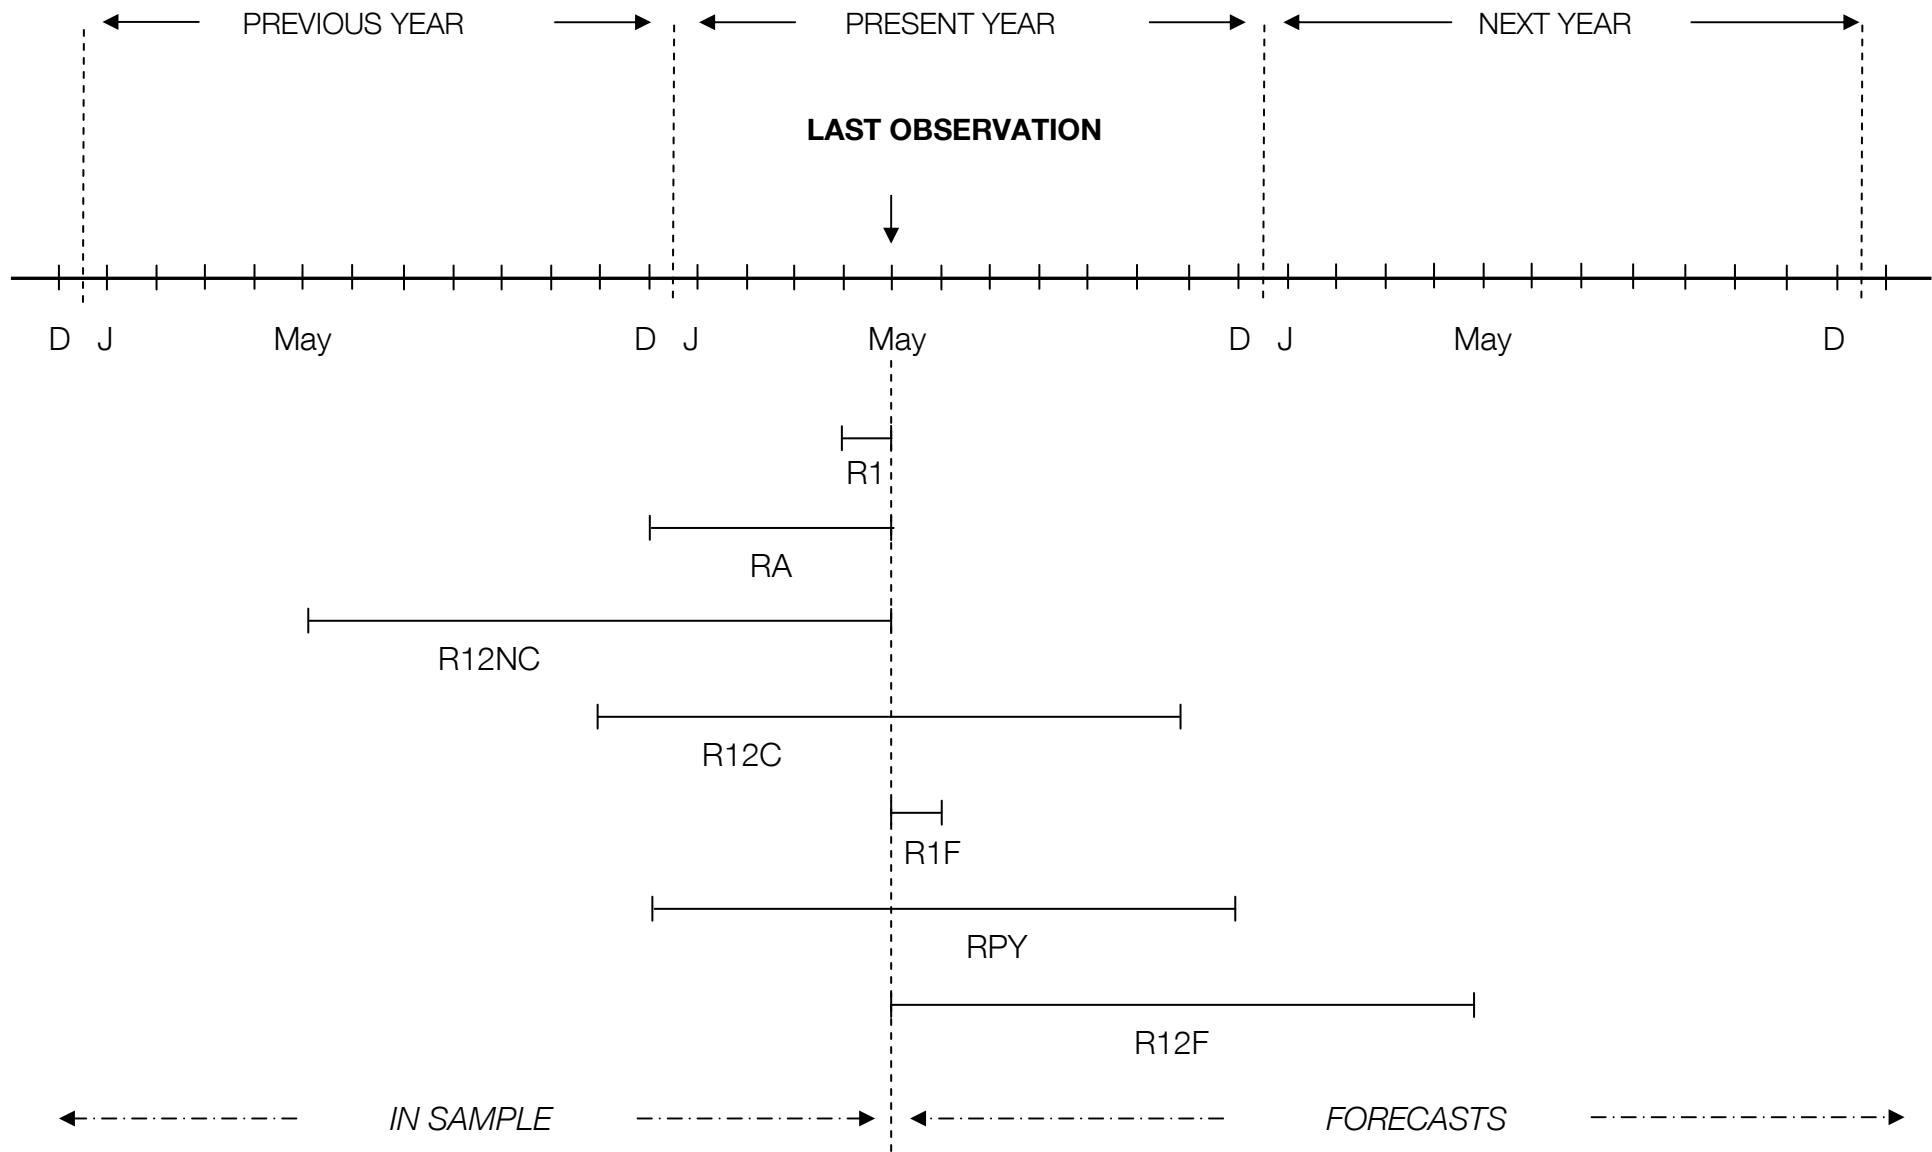 PREVIOUS YEAR PRESENT YEAR NEXT YEAR
LAST OBSERVATION
D J May D J May D J May D
R1
RA
R12NC
R12C
R1F
RPY
R12F
IN SAMPLE FORECASTS